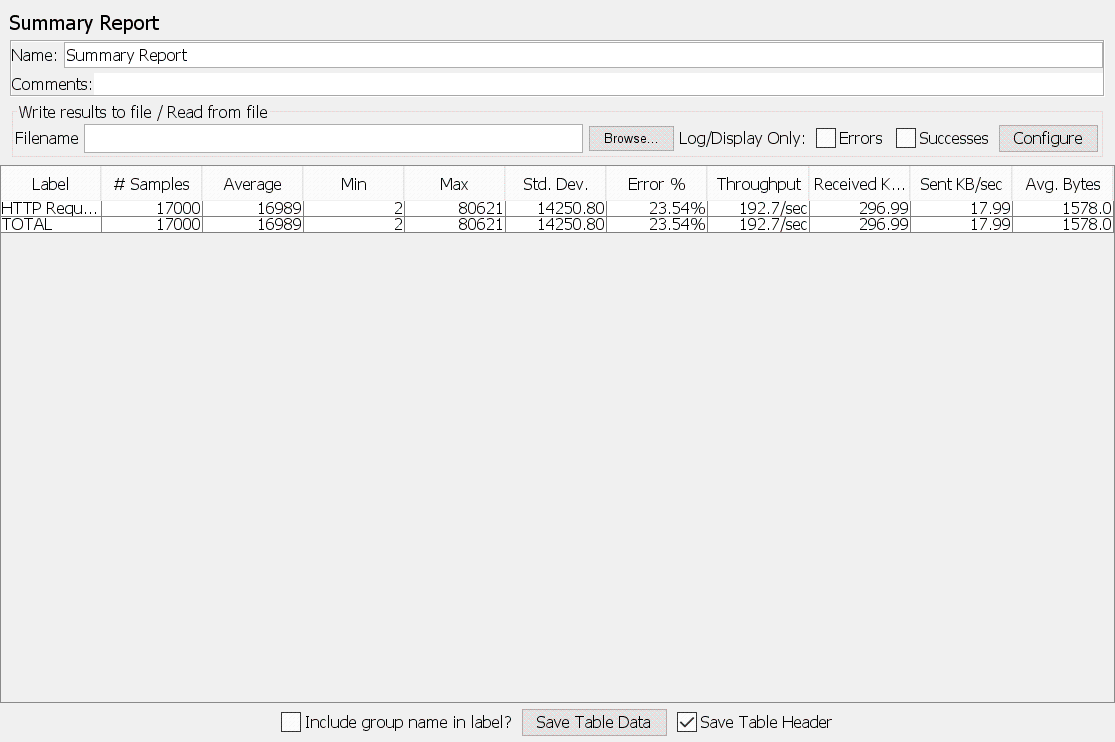 Summary Report
Name: Summary Report
Comments:
Write results to file / Read from file
Filename Browse... Log/Display Only: Errors Successes Configure
Label # Samples Average Min Max Std. Dev. Error % Throughput Received K... Sent KB/sec Avg. Bytes
HTTP Requ... 17000 16989 2 80621 14250.80 23.54% 192.7/sec 296.99 17.99 1578.0
TOTAL 17000 16989 2 80621 14250.80 23.54% 192.7/sec 296.99 17.99 1578.0
Include group name in label? Save Table Data Save Table Header